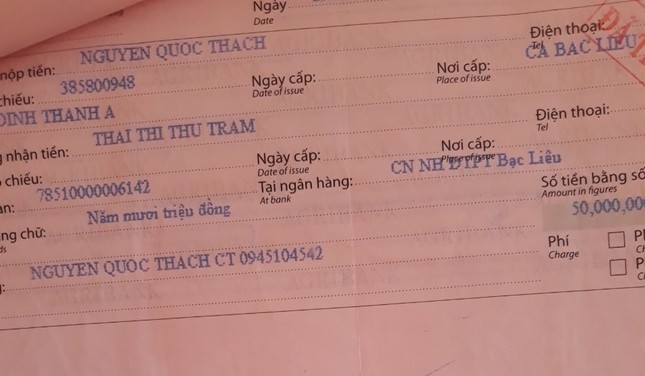 Ngày
Date
nộp tiền: NGUYEN QUOC THACH Điện thoại:
Tel
chiếu: 385800948 Ngày cấp: Nơi cấp: CA BAC LIEU
Date of issue Place of issue
DINH THANH A
nhận tiền: THAI THI THU TRAM Điện thoại:
Tel
chiếu: Ngày cấp: Nơi cấp:
Date of issue Place of issue
78510000006142 Tại ngân hàng: CN NH ĐTPT Bạc Liêu Số tiền bằng số
At bank Amount in figures
ng chữ: Năm mươi triệu đồng 50,000,00
Phí
Charge
NGUYEN QUOC THACH CT 0945104542